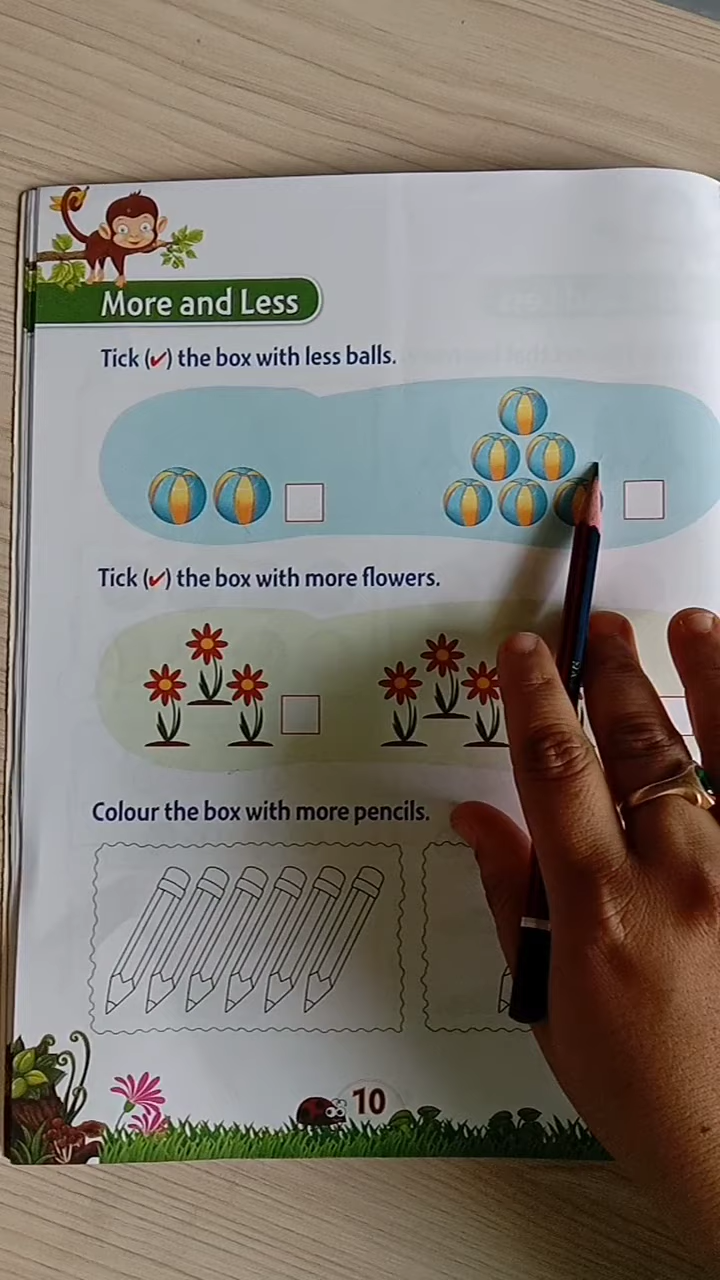 More and Less
Tick (✔) the box with less balls.
Tick (✔) the box with more flowers.
Colour the box with more pencils.
10